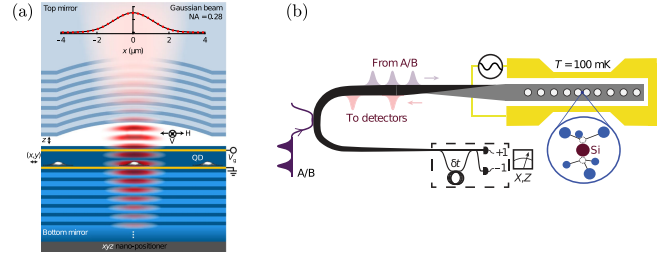 (a)
Top mirror
Gaussian beam
NA=0.28
−4 −2 0 2 4
x (μm)
z
H
V
(x,y)
QD
Vg
Bottom mirror
xyz nano-positioner
(b)
From A/B
To detectors
A/B
T = 100 mK
Si
δt
+1
−1
X,Z